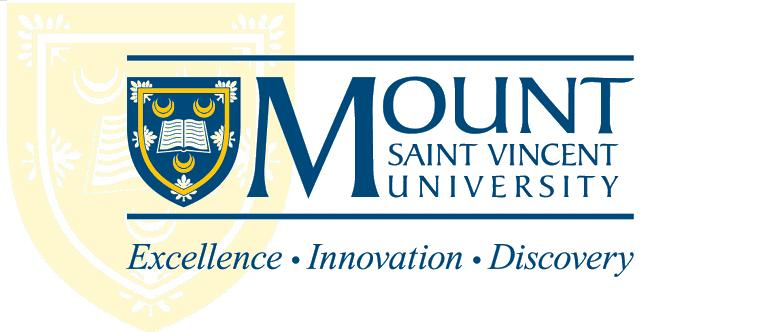 MOUNT
SAINT VINCENT
UNIVERSITY
Excellence • Innovation • Discovery